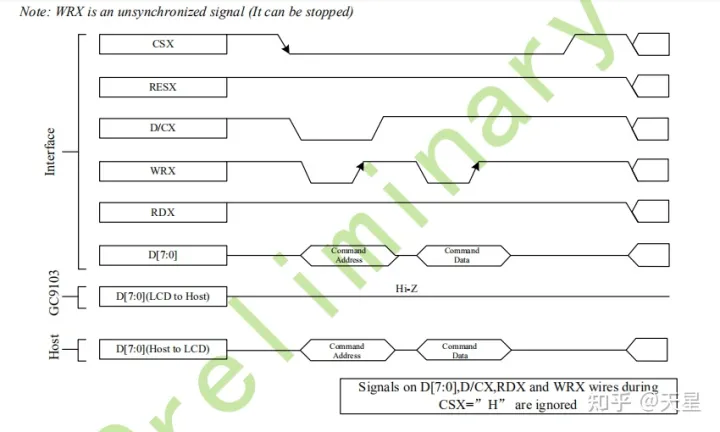 Note: WRX is an unsynchronized signal (It can be stopped)
Preliminary
Interface
CSX
RESX
D/CX
WRX
RDX
D[7:0]
Command
Address
Command
Data
GC9103
D[7:0](LCD to Host)
Hi-Z
Host
D[7:0](Host to LCD)
Command
Address
Command
Data
Signals on D[7:0],D/CX,RDX and WRX wires during
CSX=”H” are ignored
知乎 @天星